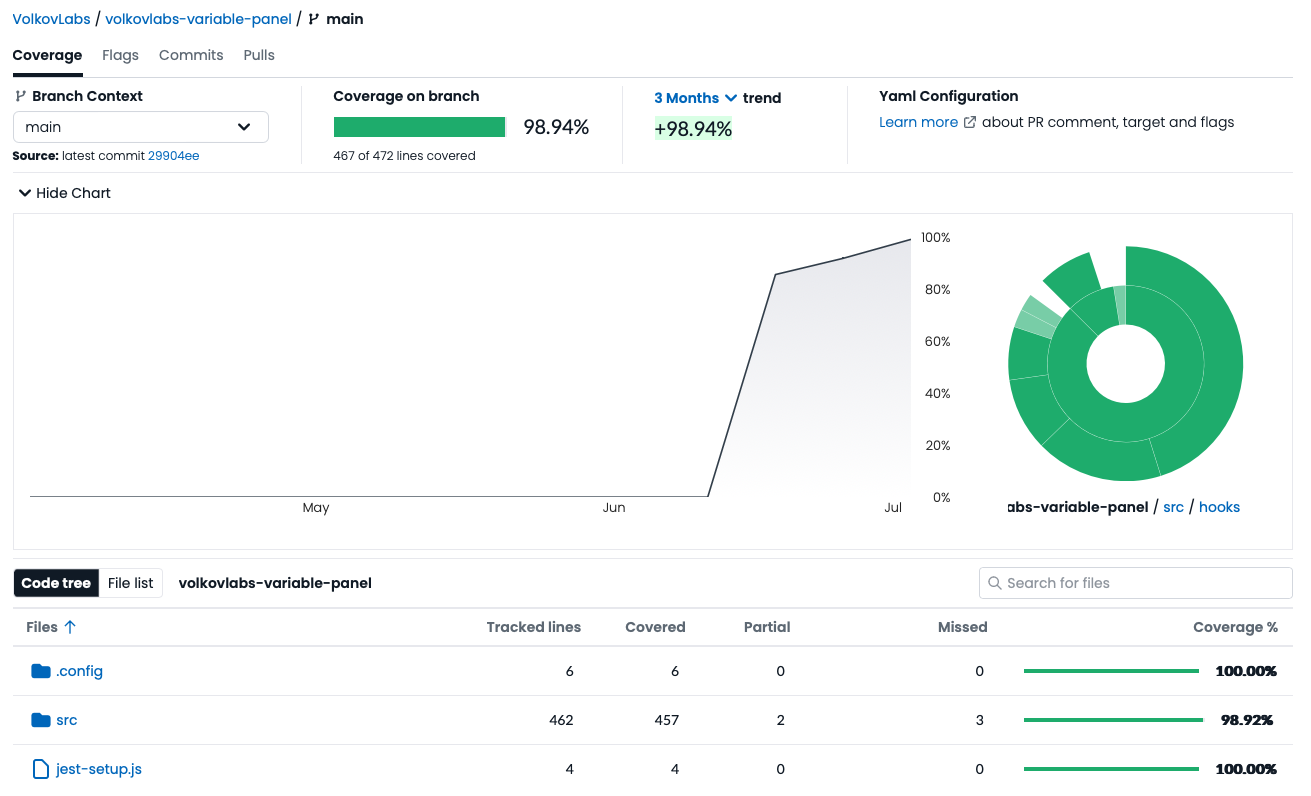 VolkovLabs / volkovlabs-variable-panel / main
Coverage Flags Commits Pulls
Branch Context
main
Source: latest commit 29904ee
Coverage on branch
98.94%
467 of 472 lines covered
3 Months trend
+98.94%
Yaml Configuration
Learn more about PR comment, target and flags
Hide Chart
100%
80%
60%
40%
20%
0%
May Jun Jul
abs-variable-panel / src / hooks
Code tree File list volkovlabs-variable-panel Search for files
Files Tracked lines Covered Partial Missed Coverage %
.config 6 6 0 0 100.00%
src 462 457 2 3 98.92%
jest-setup.js 4 4 0 0 100.00%